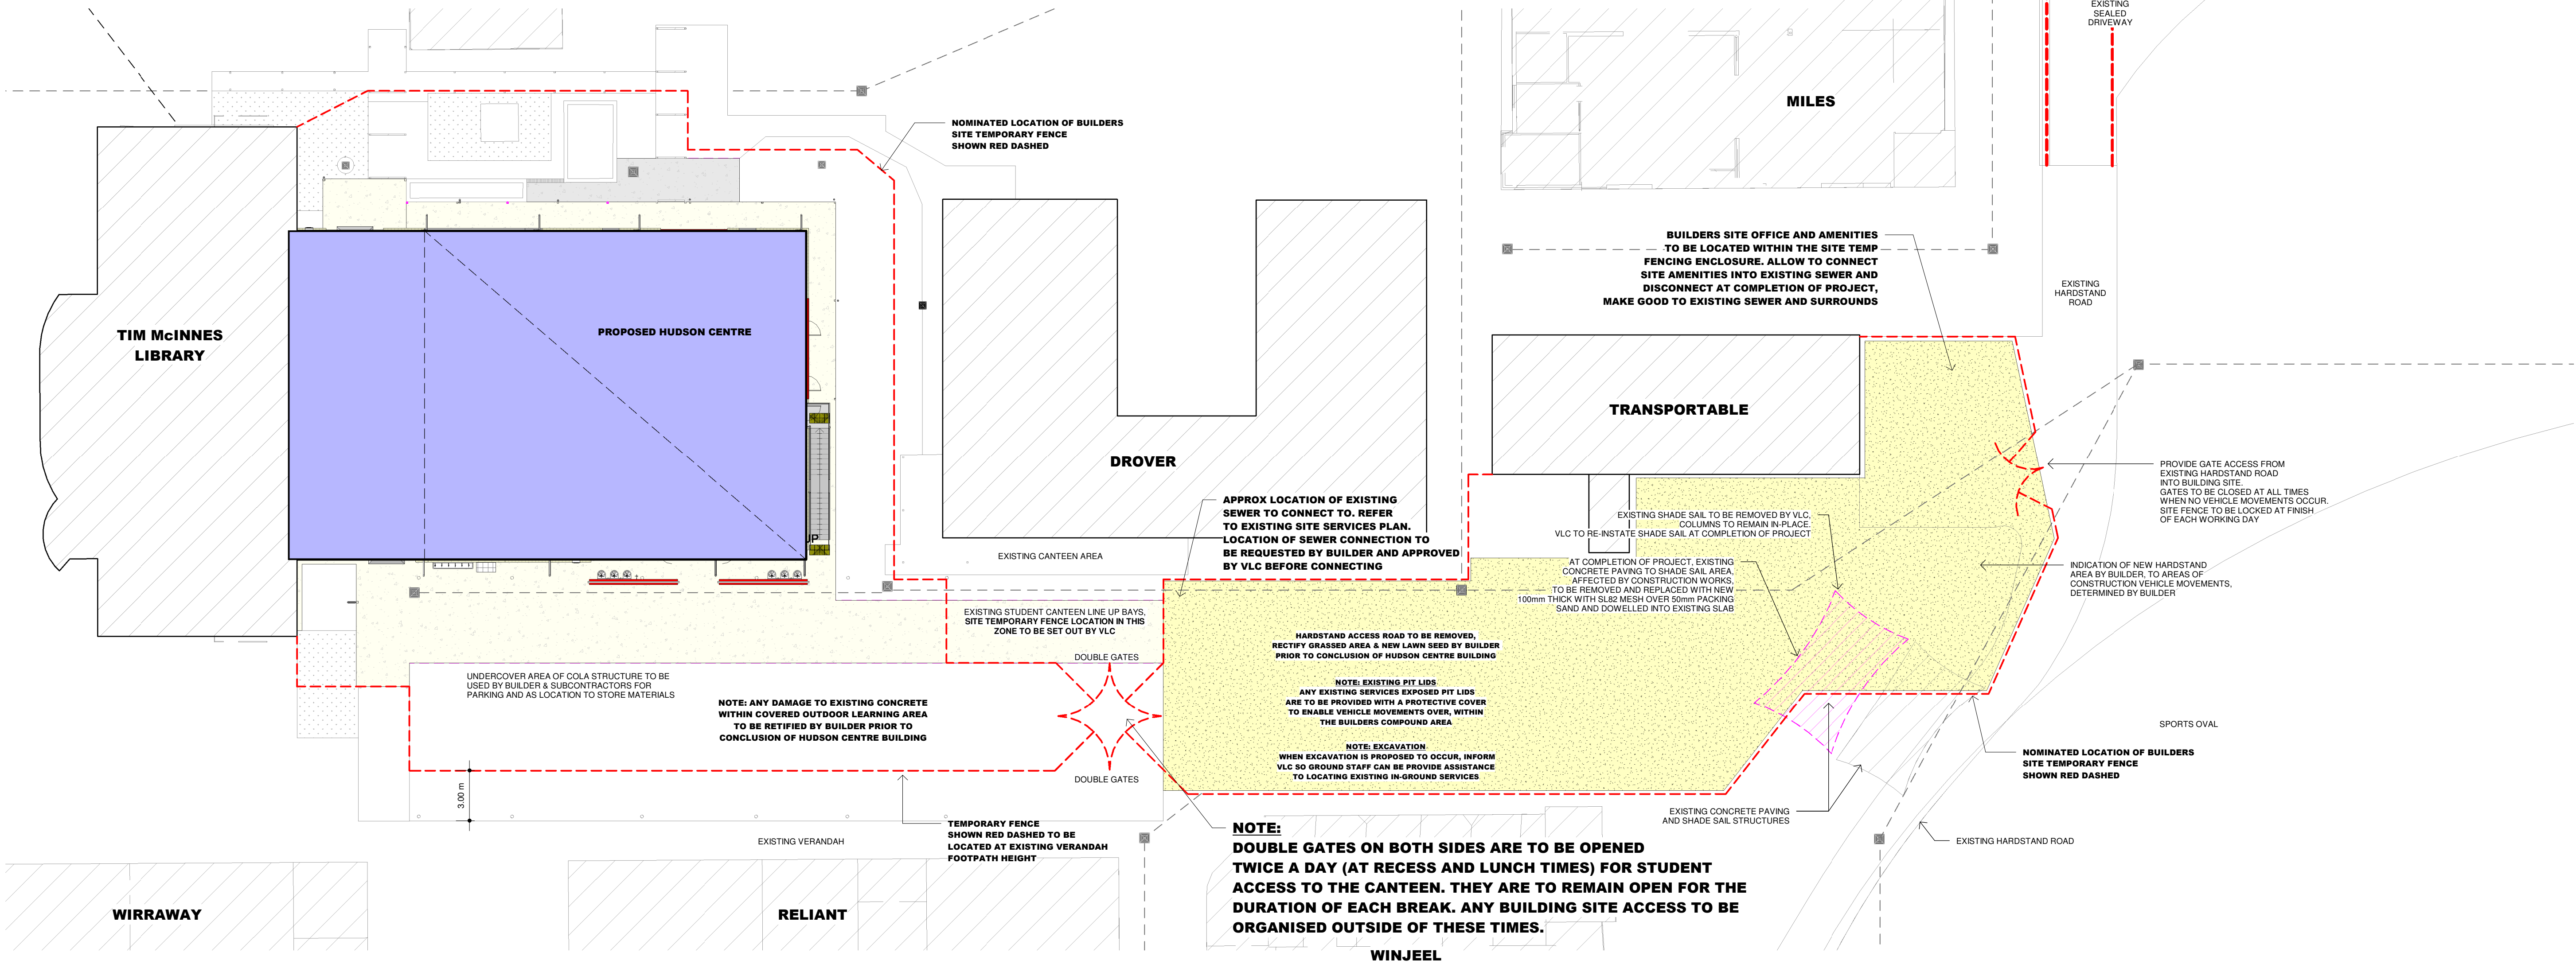 EXISTING
SEALED
DRIVEWAY
MILES
NOMINATED LOCATION OF BUILDERS
SITE TEMPORARY FENCE
SHOWN RED DASHED
BUILDERS SITE OFFICE AND AMENITIES
TO BE LOCATED WITHIN THE SITE TEMP
FENCING ENCLOSURE. ALLOW TO CONNECT
SITE AMENITIES INTO EXISTING SEWER AND
DISCONNECT AT COMPLETION OF PROJECT,
MAKE GOOD TO EXISTING SEWER AND SURROUNDS
EXISTING
HARDSTAND
ROAD
TIM McINNES
LIBRARY
PROPOSED HUDSON CENTRE
TRANSPORTABLE
DROVER
PROVIDE GATE ACCESS FROM
EXISTING HARDSTAND ROAD
INTO BUILDING SITE.
GATES TO BE CLOSED AT ALL TIMES
WHEN NO VEHICLE MOVEMENTS OCCUR.
SITE FENCE TO BE LOCKED AT FINISH
OF EACH WORKING DAY
APPROX LOCATION OF EXISTING
SEWER TO CONNECT TO. REFER
TO EXISTING SITE SERVICES PLAN.
LOCATION OF SEWER CONNECTION TO
BE REQUESTED BY BUILDER AND APPROVED
BY VLC BEFORE CONNECTING
EXISTING SHADE SAIL TO BE REMOVED BY VLC,
COLUMNS TO REMAIN IN-PLACE.
VLC TO RE-INSTATE SHADE SAIL AT COMPLETION OF PROJECT
UP
EXISTING CANTEEN AREA
AT COMPLETION OF PROJECT, EXISTING
CONCRETE PAVING TO SHADE SAIL AREA,
AFFECTED BY CONSTRUCTION WORKS,
TO BE REMOVED AND REPLACED WITH NEW
100mm THICK WITH SL82 MESH OVER 50mm PACKING
SAND AND DOWELLED INTO EXISTING SLAB
INDICATION OF NEW HARDSTAND
AREA BY BUILDER, TO AREAS OF
CONSTRUCTION VEHICLE MOVEMENTS,
DETERMINED BY BUILDER
EXISTING STUDENT CANTEEN LINE UP BAYS,
SITE TEMPORARY FENCE LOCATION IN THIS
ZONE TO BE SET OUT BY VLC
HARDSTAND ACCESS ROAD TO BE REMOVED,
RECTIFY GRASSED AREA & NEW LAWN SEED BY BUILDER
PRIOR TO CONCLUSION OF HUDSON CENTRE BUILDING
DOUBLE GATES
UNDERCOVER AREA OF COLA STRUCTURE TO BE
USED BY BUILDER & SUBCONTRACTORS FOR
PARKING AND AS LOCATION TO STORE MATERIALS
NOTE: EXISTING PIT LIDS
ANY EXISTING SERVICES EXPOSED PIT LIDS
ARE TO BE PROVIDED WITH A PROTECTIVE COVER
TO ENABLE VEHICLE MOVEMENTS OVER, WITHIN
THE BUILDERS COMPOUND AREA
NOTE: ANY DAMAGE TO EXISTING CONCRETE
WITHIN COVERED OUTDOOR LEARNING AREA
TO BE RETIFIED BY BUILDER PRIOR TO
CONCLUSION OF HUDSON CENTRE BUILDING
SPORTS OVAL
NOTE: EXCAVATION
WHEN EXCAVATION IS PROPOSED TO OCCUR, INFORM
VLC SO GROUND STAFF CAN BE PROVIDE ASSISTANCE
TO LOCATING EXISTING IN-GROUND SERVICES
NOMINATED LOCATION OF BUILDERS
SITE TEMPORARY FENCE
SHOWN RED DASHED
DOUBLE GATES
3.00 m
EXISTING CONCRETE PAVING
AND SHADE SAIL STRUCTURES
TEMPORARY FENCE
SHOWN RED DASHED TO BE
LOCATED AT EXISTING VERANDAH
FOOTPATH HEIGHT
EXISTING VERANDAH
EXISTING HARDSTAND ROAD
NOTE:
DOUBLE GATES ON BOTH SIDES ARE TO BE OPENED
TWICE A DAY (AT RECESS AND LUNCH TIMES) FOR STUDENT
ACCESS TO THE CANTEEN. THEY ARE TO REMAIN OPEN FOR THE
DURATION OF EACH BREAK. ANY BUILDING SITE ACCESS TO BE
ORGANISED OUTSIDE OF THESE TIMES.
WIRRAWAY
RELIANT
WINJEEL